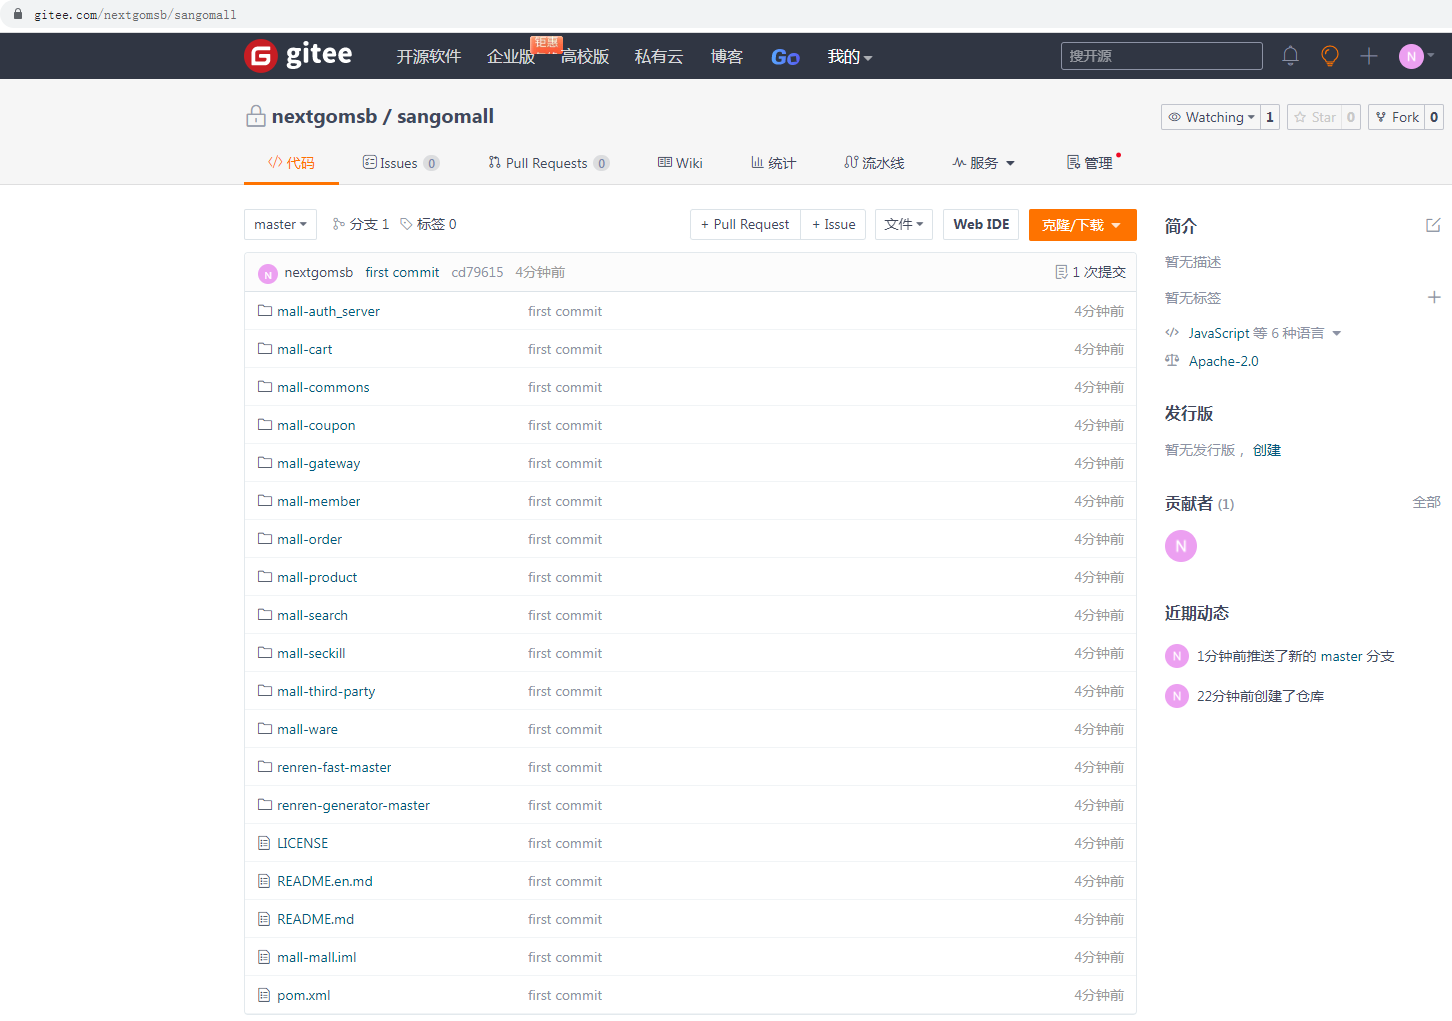 gitee.com/nextgomsb/sangomall
gitee 开源软件 企业版 钜惠 高校版 私有云 博客 Go 我的 搜开源 N
nextgomsb / sangomall Watching 1 Star 0 Fork 0
代码 Issues 0 Pull Requests 0 Wiki 统计 流水线 服务 管理
master 分支 1 标签 0 + Pull Request + Issue 文件 Web IDE 克隆/下载
N nextgomsb first commit cd79615 4分钟前 1 次提交
mall-auth_server first commit 4分钟前
mall-cart first commit 4分钟前
mall-commons first commit 4分钟前
mall-coupon first commit 4分钟前
mall-gateway first commit 4分钟前
mall-member first commit 4分钟前
mall-order first commit 4分钟前
mall-product first commit 4分钟前
mall-search first commit 4分钟前
mall-seckill first commit 4分钟前
mall-third-party first commit 4分钟前
mall-ware first commit 4分钟前
renren-fast-master first commit 4分钟前
renren-generator-master first commit 4分钟前
LICENSE first commit 4分钟前
README.en.md first commit 4分钟前
README.md first commit 4分钟前
mall-mall.iml first commit 4分钟前
pom.xml first commit 4分钟前
简介
暂无描述
暂无标签
JavaScript 等 6 种语言
Apache-2.0
发行版
暂无发行版，创建
贡献者 (1) 全部
N
近期动态
N 1分钟前推送了新的 master 分支
N 22分钟前创建了仓库